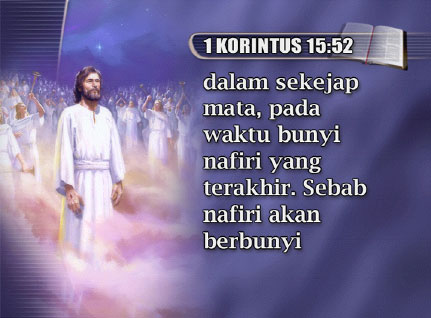 1 KORINTUS 15:52
dalam sekejap
mata, pada
waktu bunyi
nafiri yang
terakhir. Sebab
nafiri akan
berbunyi